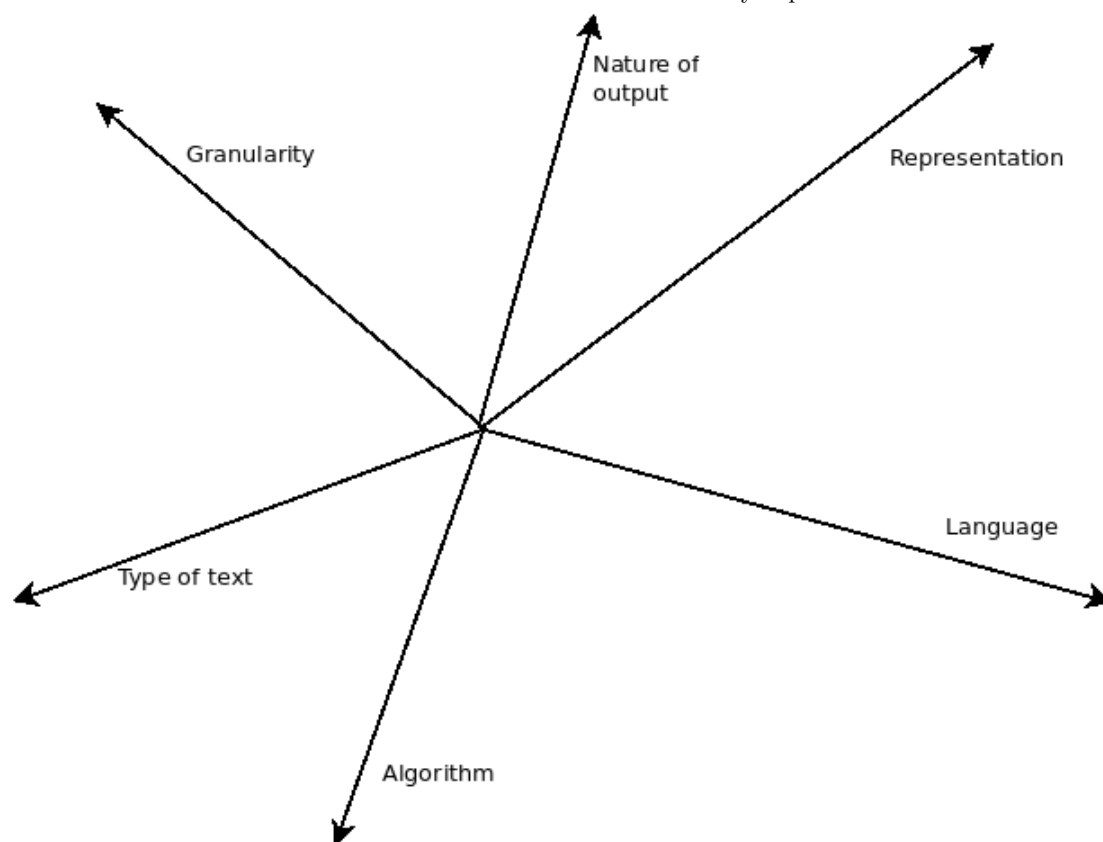 Nature of
output
Granularity
Representation
Language
Type of text
Algorithm